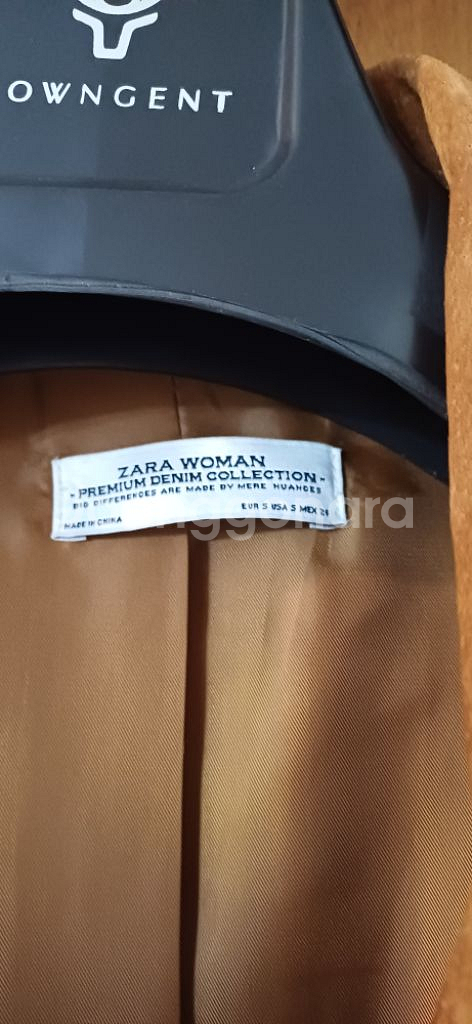 OWNGENT
ZARA WOMAN
- PREMIUM DENIM COLLECTION -
BIG DIFFERENCES ARE MADE BY MERE NUANCES
MADE IN CHINA
EUR S USA S MEX 26